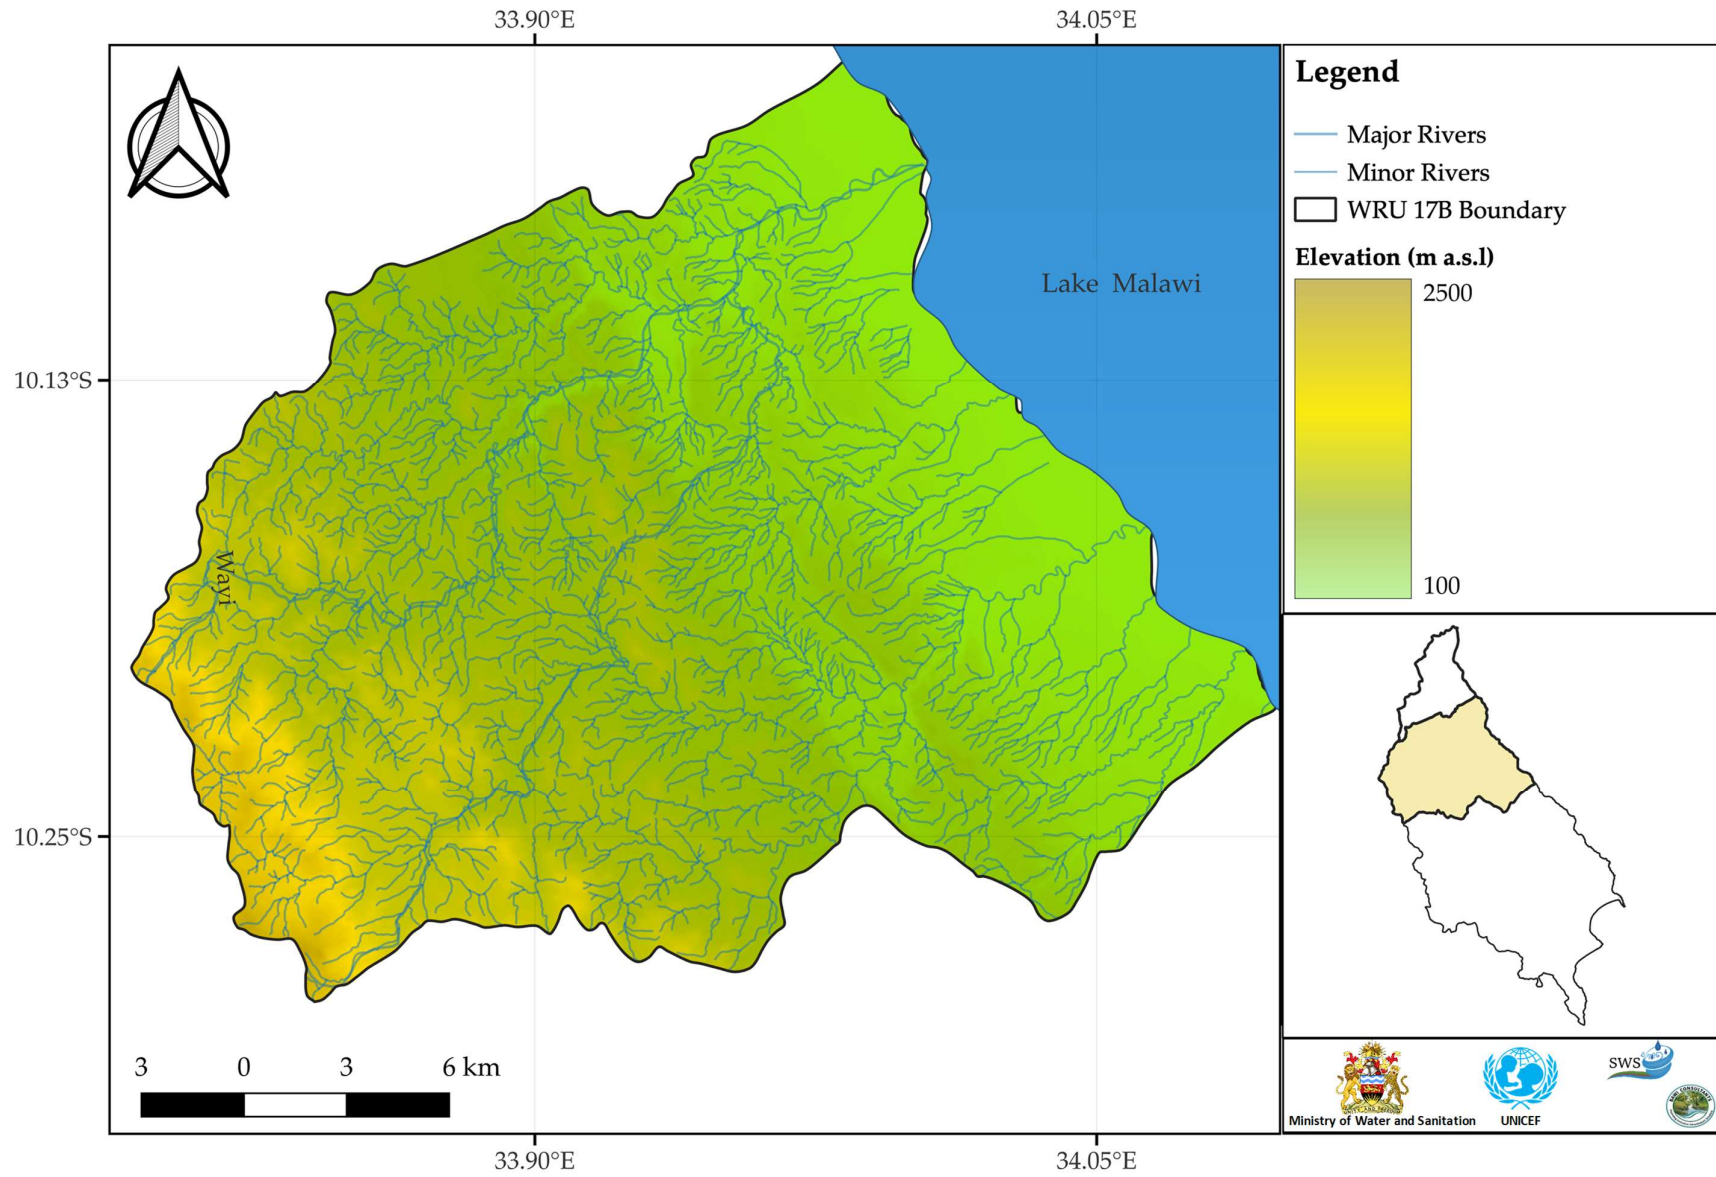 33.90°E
34.05°E
10.13°S
10.25°S
Lake Malawi
Wayi
3 0 3 6 km
33.90°E
34.05°E
Legend
Major Rivers
Minor Rivers
WRU 17B Boundary
Elevation (m a.s.l)
2500
100
Ministry of Water and Sanitation
UNICEF
SWS